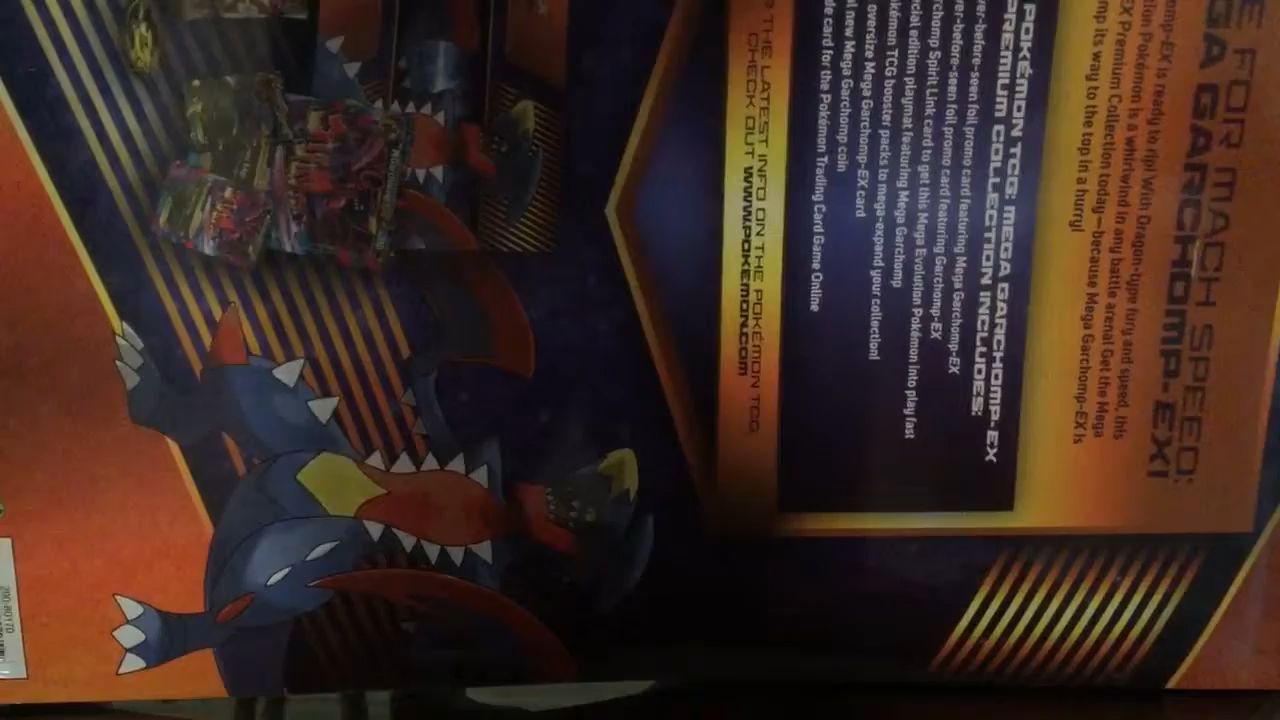 E FOR MACH SPEED:
GA GARCHOMP-EX!
omp-EX is ready to rip! With Dragon-type fury and speed, this
tion Pokémon is a whirlwind in any battle arena! Get the Mega
EX Premium Collection today—because Mega Garchomp-EX is
mp its way to the top in a hurry!
POKÉMON TCG: MEGA GARCHOMP-EX
PREMIUM COLLECTION INCLUDES:
ver-before-seen foil promo card featuring Mega Garchomp-EX
ver-before-seen foil promo card featuring Garchomp-EX
rchomp Spirit Link card to get this Mega Evolution Pokémon into play fast
cial edition playmat featuring Mega Garchomp
kémon TCG booster packs to mega-expand your collection!
oversize Mega Garchomp-EX card
l new Mega Garchomp coin
de card for the Pokémon Trading Card Game Online
THE LATEST INFO ON THE POKÉMON TCG
CHECK OUT WWW.POKEMON.COM
200-80170